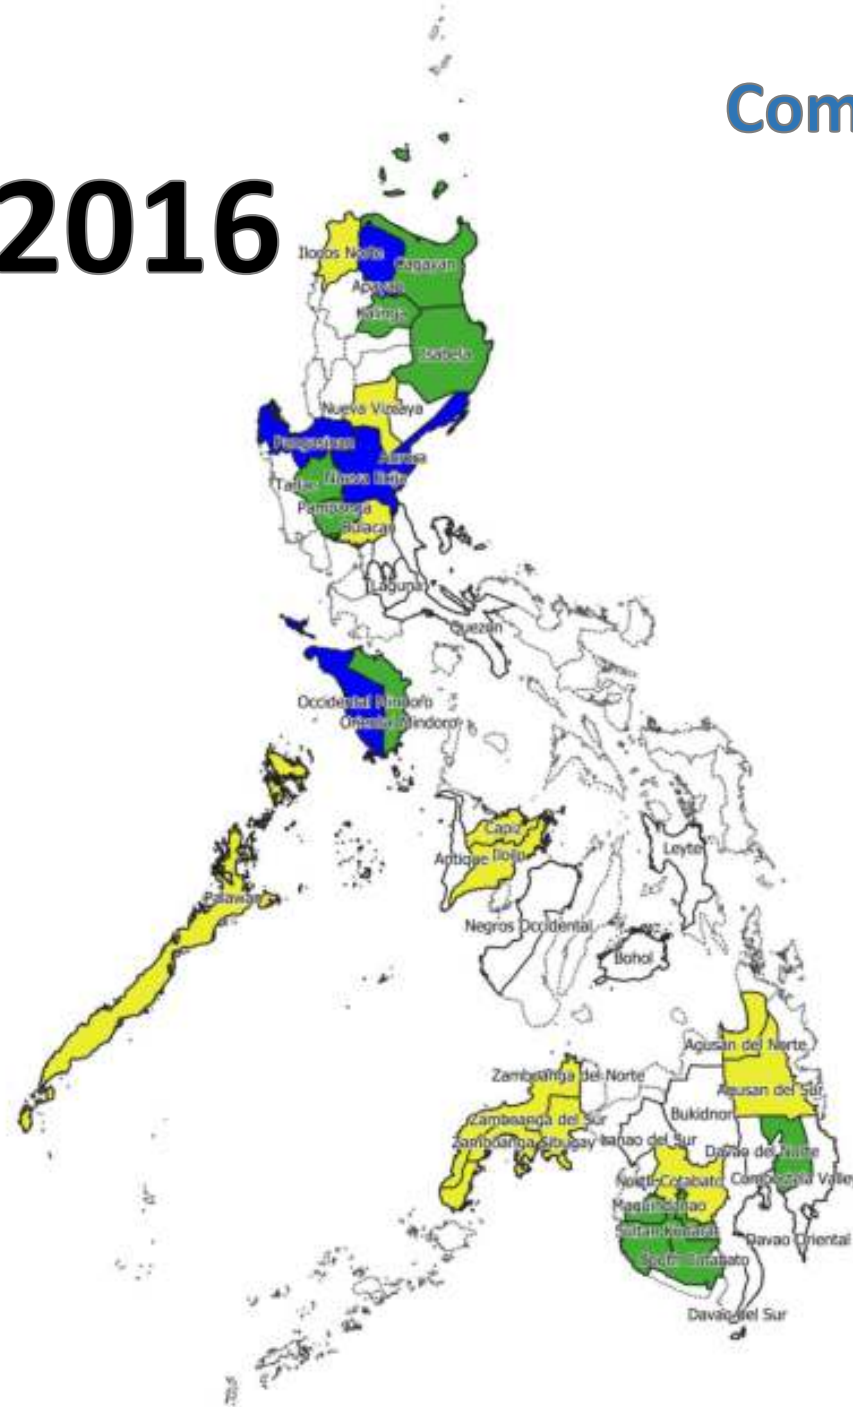 Com
2016
Ilocos Norte
Cagayan
Apayao
Kalinga
Isabela
Nueva Vizcaya
Pangasinan
Aurora
Tarlac
Nueva Ecija
Pampanga
Bulacan
Laguna
Quezon
Occidental Mindoro
Oriental Mindoro
Capiz
Antique
Iloilo
Leyte
Palawan
Negros Occidental
Bohol
Agusan del Norte
Zamboanga del Norte
Agusan del Sur
Bukidnon
Zamboanga del Sur
Zamboanga Sibugay
Lanao del Sur
Davao del Norte
North Cotabato
Compostela Valley
Maguindanao
Sultan Kudarat
Davao Oriental
South Cotabato
Davao del Sur